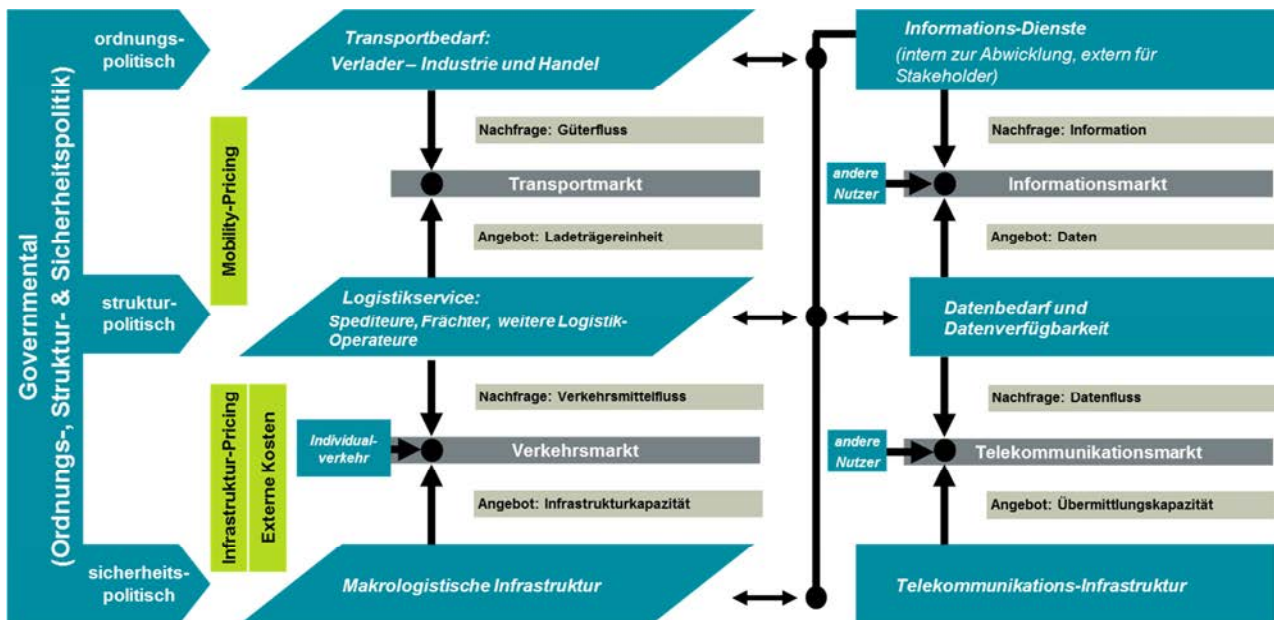 Governmental
(Ordnungs-, Struktur- & Sicherheitspolitik)
ordnungs-
politisch
struktur-
politisch
sicherheits-
politisch
Mobility-Pricing
Infrastruktur-Pricing
Externe Kosten
Transportbedarf:
Verlader – Industrie und Handel
Nachfrage: Güterfluss
Transportmarkt
Angebot: Ladeträgereinheit
Logistikservice:
Spediteure, Frächter, weitere Logistik-
Operateure
Nachfrage: Verkehrsmittelfluss
Individual-
verkehr
Verkehrsmarkt
Angebot: Infrastrukturkapazität
Makrologistische Infrastruktur
Informations-Dienste
(intern zur Abwicklung, extern für
Stakeholder)
Nachfrage: Information
andere
Nutzer
Informationsmarkt
Angebot: Daten
Datenbedarf und
Datenverfügbarkeit
Nachfrage: Datenfluss
andere
Nutzer
Telekommunikationsmarkt
Angebot: Übermittlungskapazität
Telekommunikations-Infrastruktur